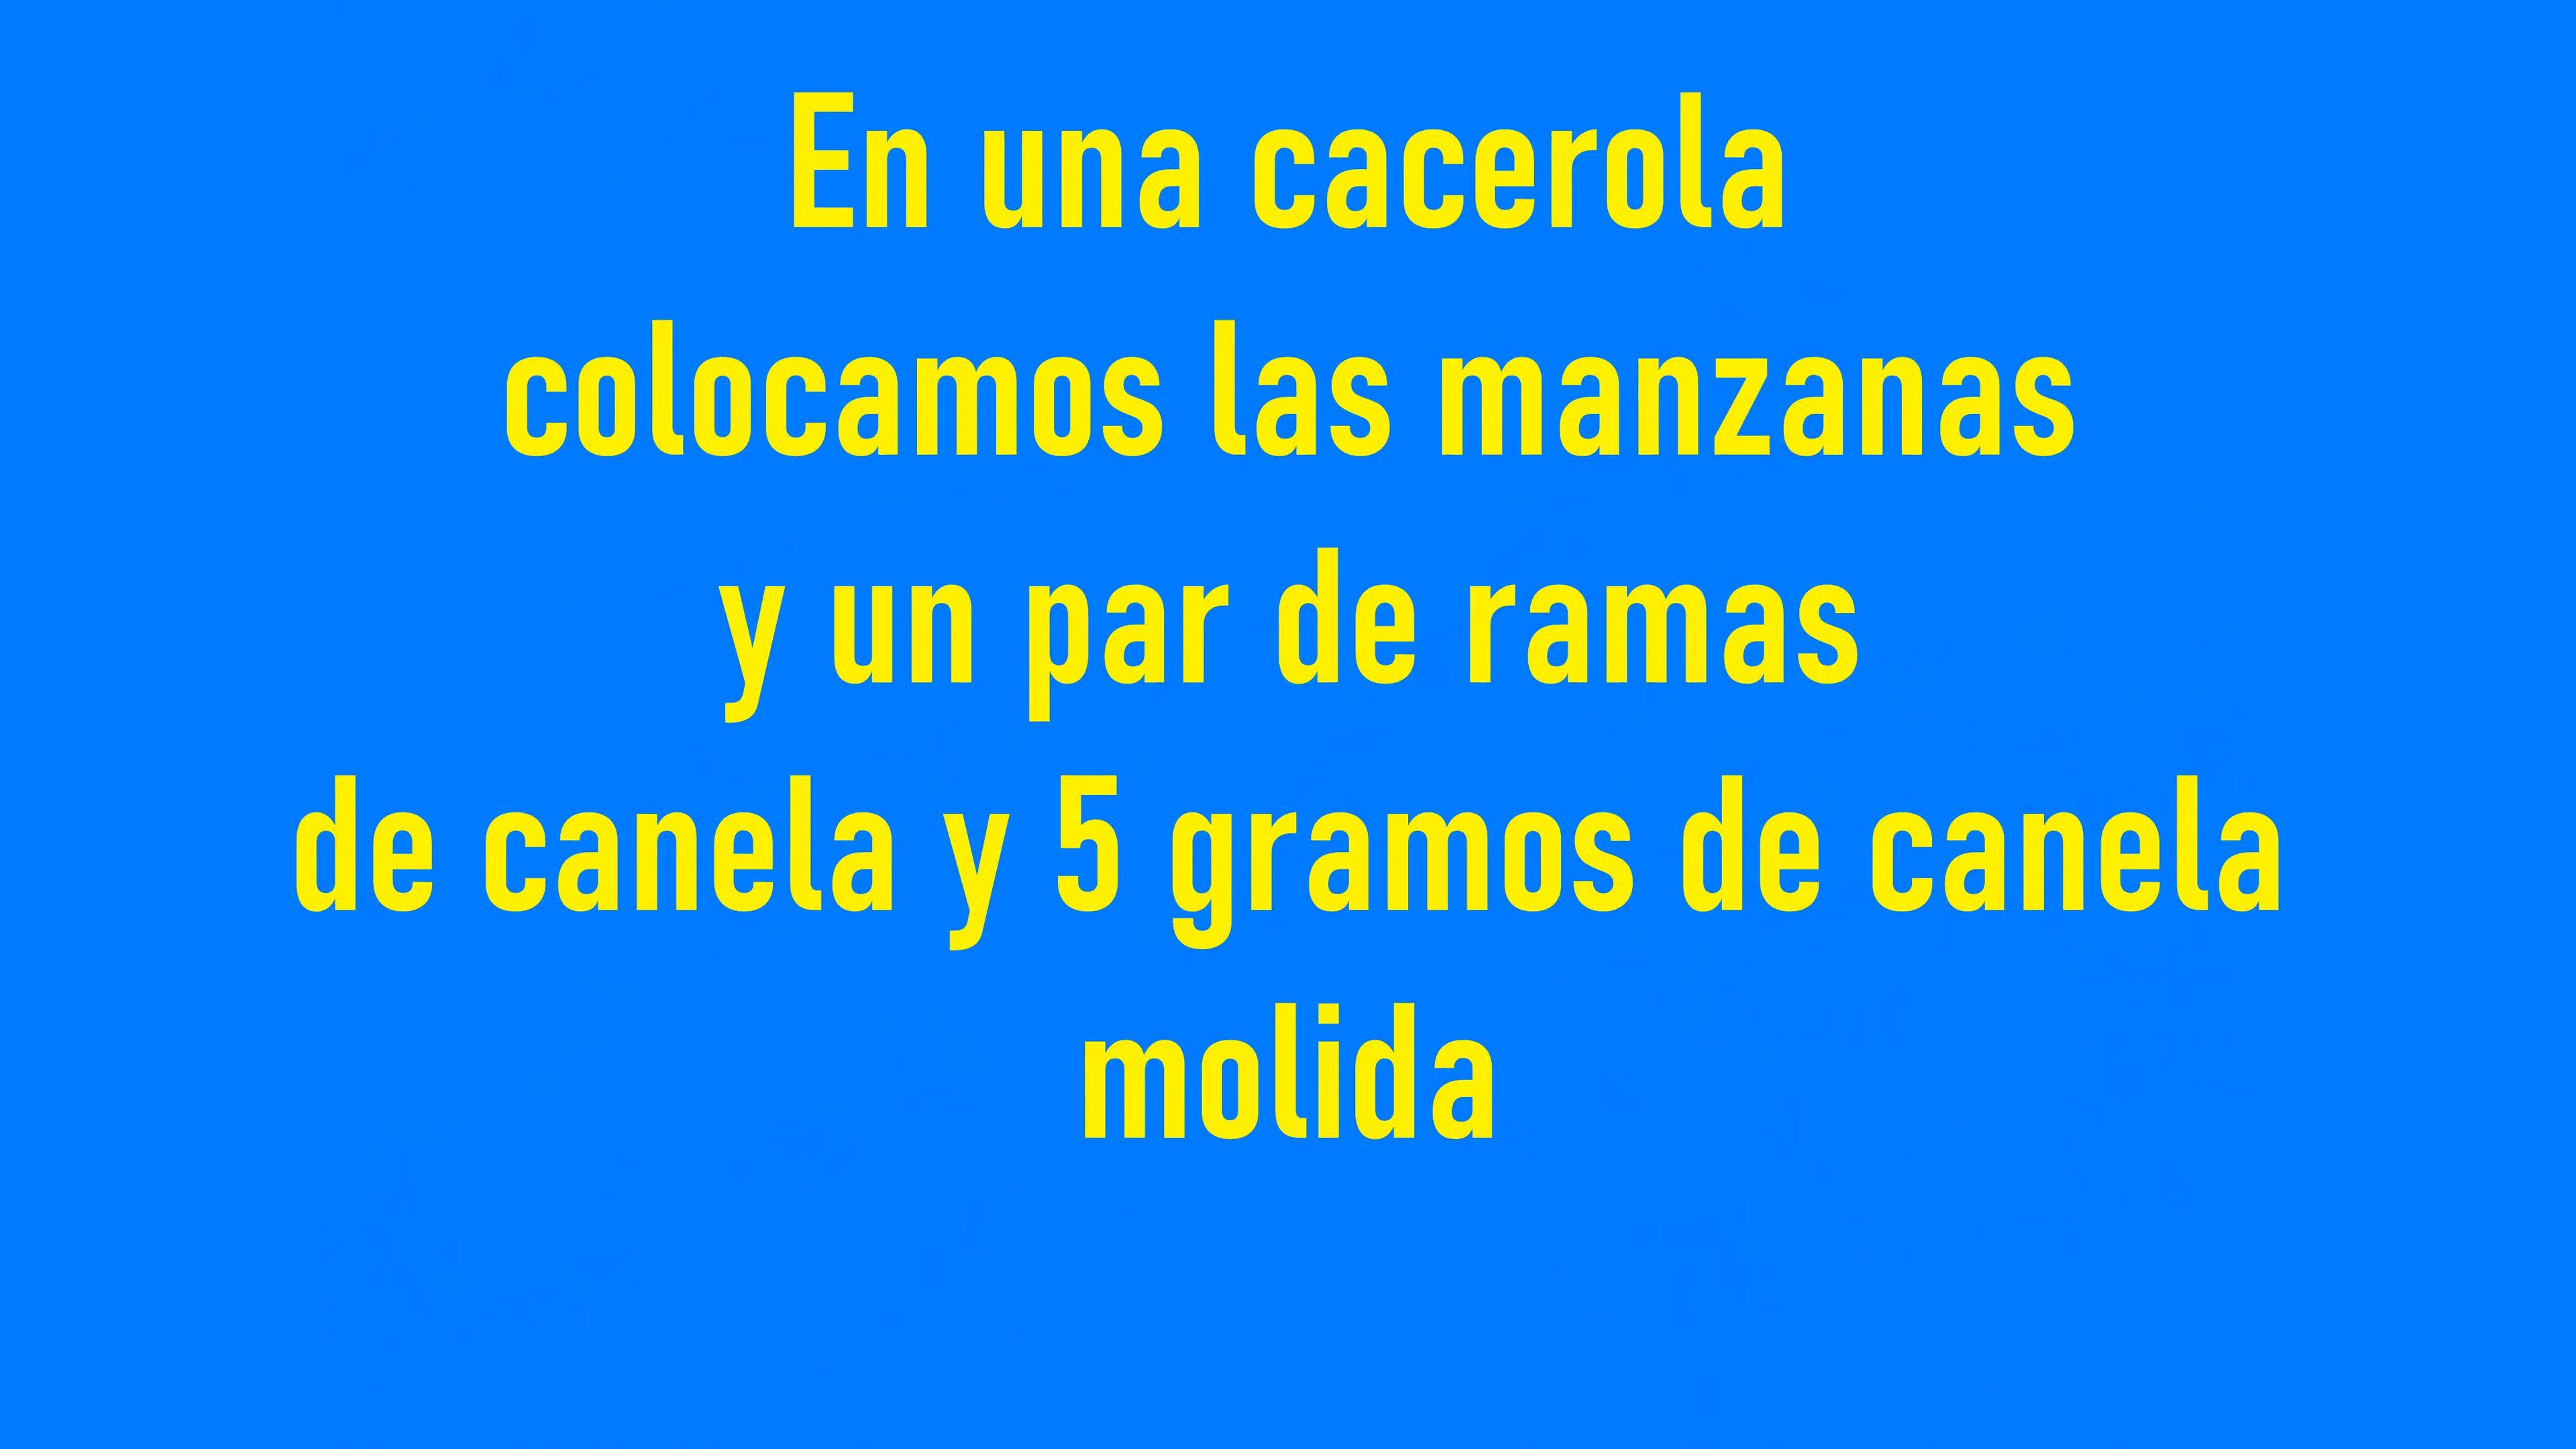 En una cacerola
colocamos las manzanas
y un par de ramas
de canela y 5 gramos de canela
molida